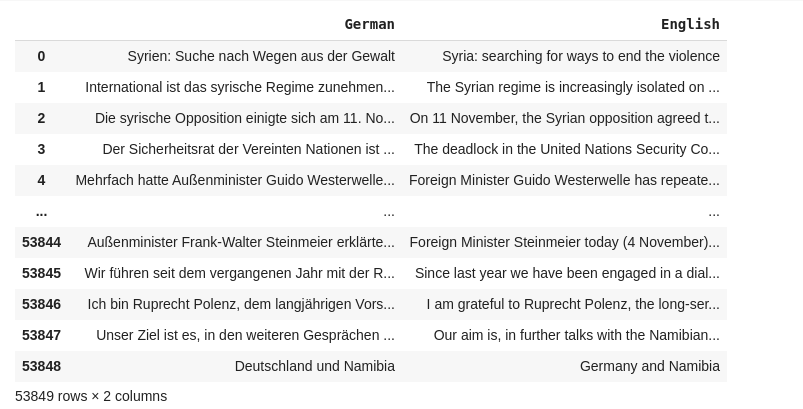 German English
0 Syrien: Suche nach Wegen aus der Gewalt Syria: searching for ways to end the violence
1 International ist das syrische Regime zunehmen... The Syrian regime is increasingly isolated on ...
2 Die syrische Opposition einigte sich am 11. No... On 11 November, the Syrian opposition agreed t...
3 Der Sicherheitsrat der Vereinten Nationen ist ... The deadlock in the United Nations Security Co...
4 Mehrfach hatte Außenminister Guido Westerwelle... Foreign Minister Guido Westerwelle has repeate...
... ... ...
53844 Außenminister Frank-Walter Steinmeier erklärte... Foreign Minister Steinmeier today (4 November)...
53845 Wir führen seit dem vergangenen Jahr mit der R... Since last year we have been engaged in a dial...
53846 Ich bin Ruprecht Polenz, dem langjährigen Vors... I am grateful to Ruprecht Polenz, the long-ser...
53847 Unser Ziel ist es, in den weiteren Gesprächen ... Our aim is, in further talks with the Namibian...
53848 Deutschland und Namibia Germany and Namibia
53849 rows × 2 columns